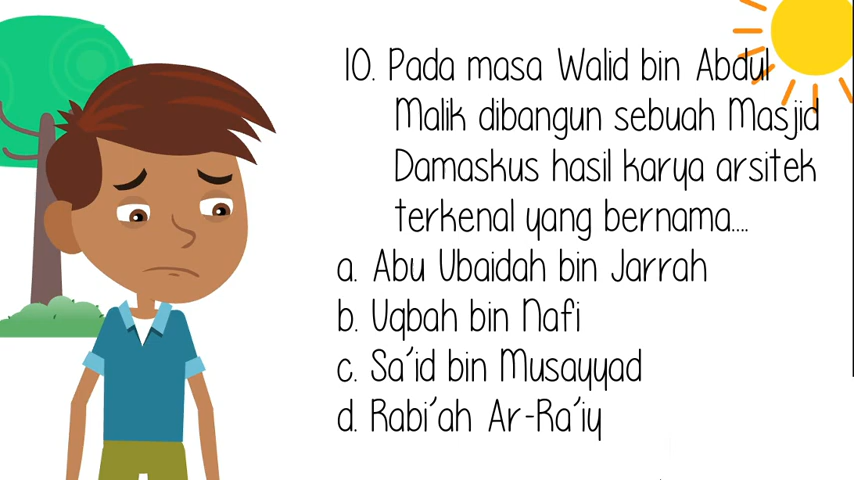 10. Pada masa Walid bin Abdul
Malik dibangun sebuah Masjid
Damaskus hasil karya arsitek
terkenal yang bernama....
a. Abu Ubaidah bin Jarrah
b. Uqbah bin Nafi
c. Sa'id bin Musayyad
d. Rabi'ah Ar-Ra'iy